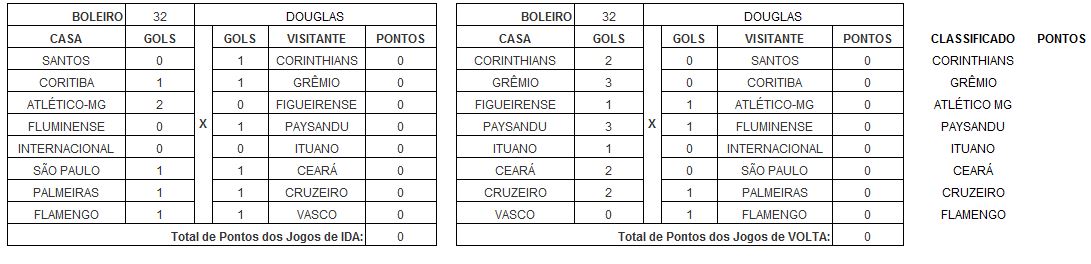 BOLEIRO 32 DOUGLAS BOLEIRO 32 DOUGLAS
CASA GOLS GOLS VISITANTE PONTOS CASA GOLS GOLS VISITANTE PONTOS CLASSIFICADO PONTOS
SANTOS 0 1 CORINTHIANS 0 CORINTHIANS 2 0 SANTOS 0 CORINTHIANS
CORITIBA 1 1 GRÊMIO 0 GRÊMIO 3 0 CORITIBA 0 GRÊMIO
ATLÉTICO-MG 2 0 FIGUEIRENSE 0 FIGUEIRENSE 1 1 ATLÉTICO-MG 0 ATLÉTICO MG
FLUMINENSE 0 X 1 PAYSANDU 0 PAYSANDU 3 X 1 FLUMINENSE 0 PAYSANDU
INTERNACIONAL 0 0 ITUANO 0 ITUANO 1 0 INTERNACIONAL 0 ITUANO
SÃO PAULO 1 1 CEARÁ 0 CEARÁ 2 0 SÃO PAULO 0 CEARÁ
PALMEIRAS 1 1 CRUZEIRO 0 CRUZEIRO 2 1 PALMEIRAS 0 CRUZEIRO
FLAMENGO 1 1 VASCO 0 VASCO 0 1 FLAMENGO 0 FLAMENGO
Total de Pontos dos Jogos de IDA: 0 Total de Pontos dos Jogos de VOLTA: 0